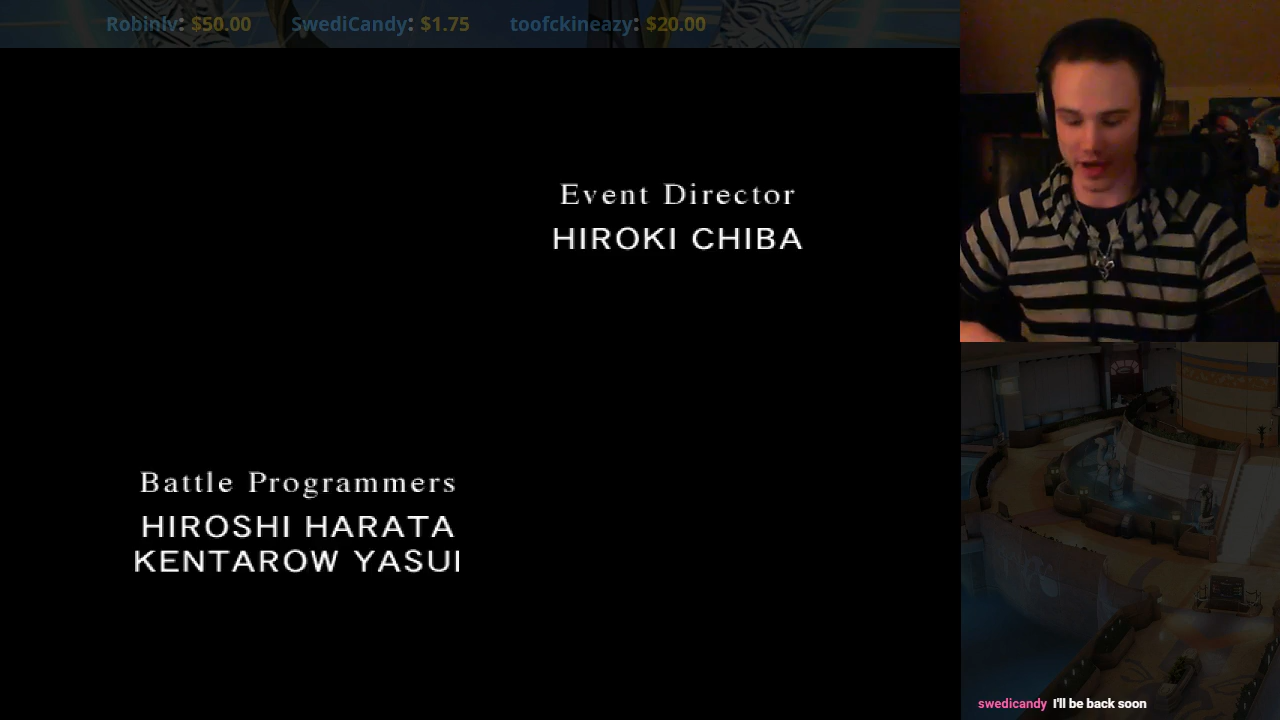 Robinlv: $50.00 SwediCandy: $1.75 toofckineazy: $20.00
Event Director
HIROKI CHIBA
Battle Programmers
HIROSHI HARATA
KENTAROW YASUI
swedicandy I'll be back soon